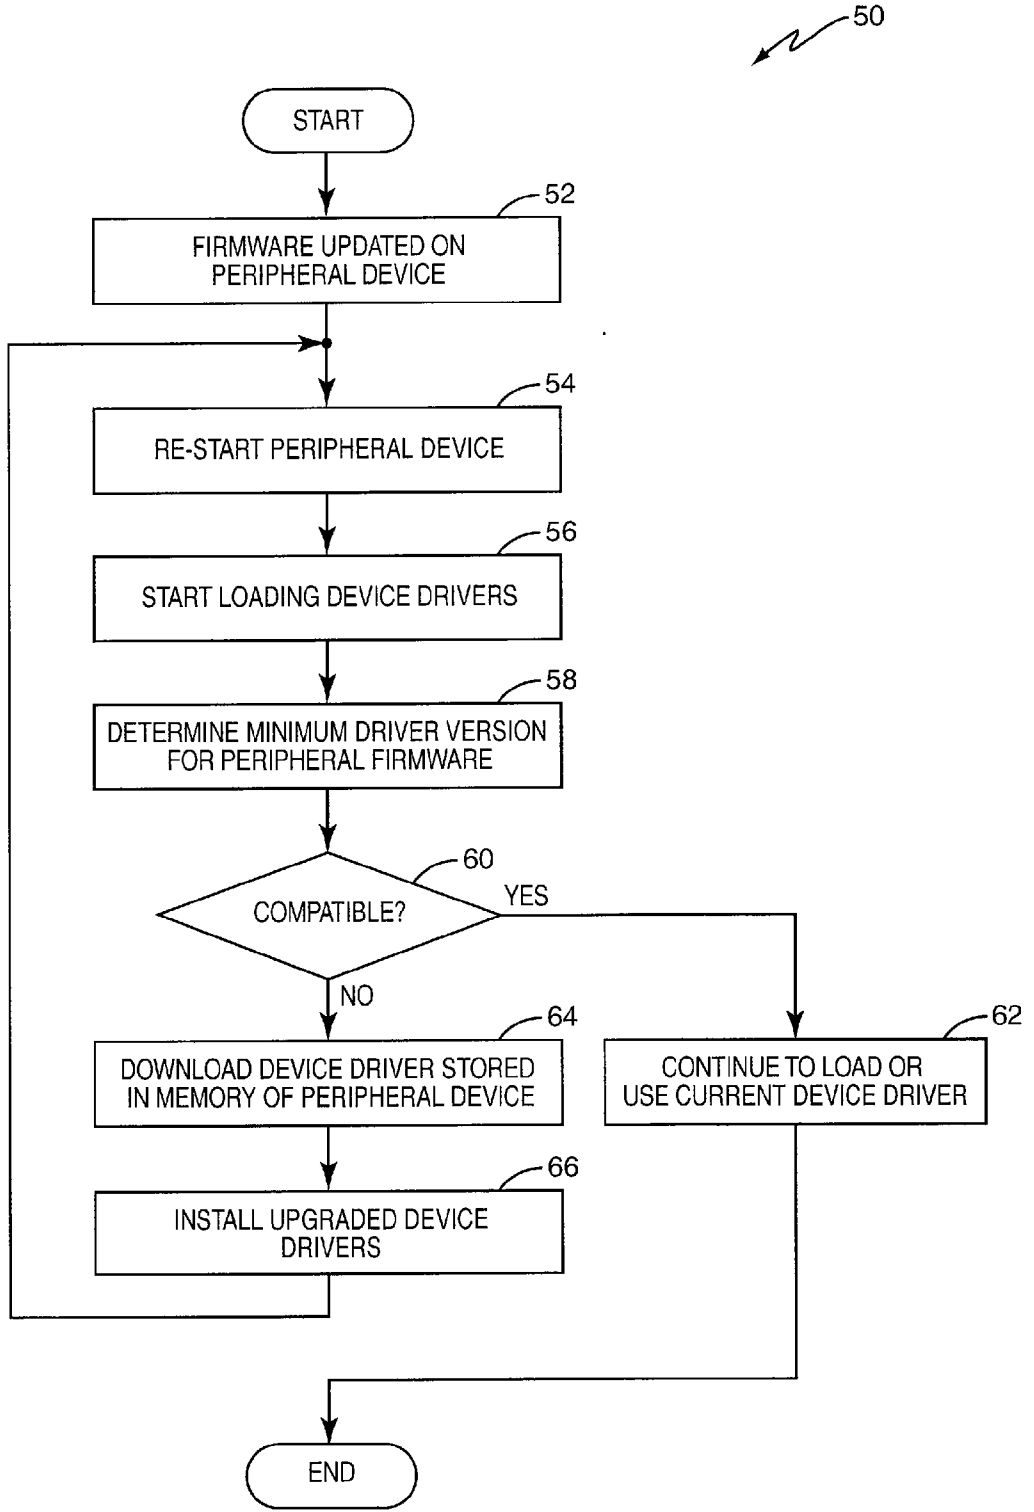 50
START
52
FIRMWARE UPDATED ON
PERIPHERAL DEVICE
54
RE-START PERIPHERAL DEVICE
56
START LOADING DEVICE DRIVERS
58
DETERMINE MINIMUM DRIVER VERSION
FOR PERIPHERAL FIRMWARE
60
COMPATIBLE?
YES
NO
64
DOWNLOAD DEVICE DRIVER STORED
IN MEMORY OF PERIPHERAL DEVICE
62
CONTINUE TO LOAD OR
USE CURRENT DEVICE DRIVER
66
INSTALL UPGRADED DEVICE
DRIVERS
END